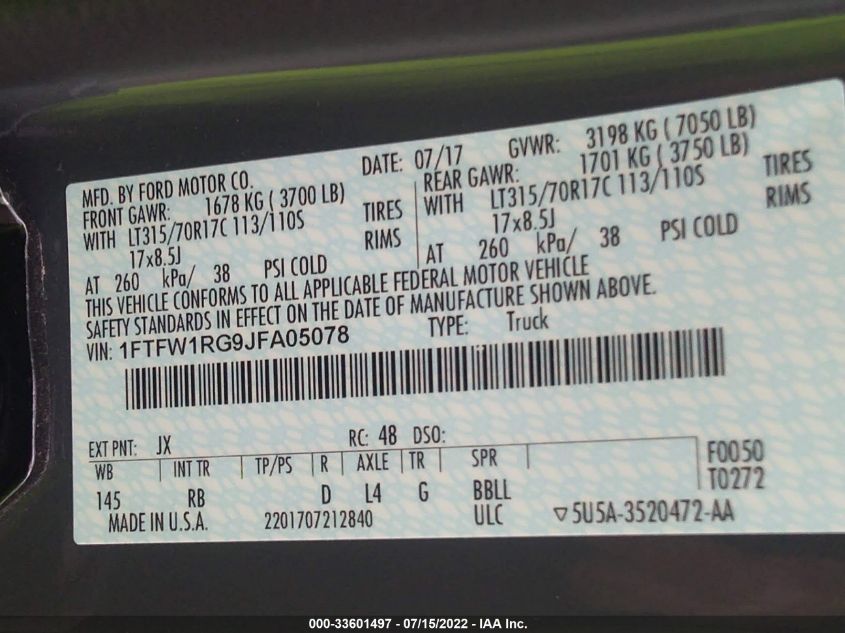 MFD. BY FORD MOTOR CO. DATE: 07/17 GVWR: 3198 KG ( 7050 LB)
FRONT GAWR: 1678 KG ( 3700 LB) REAR GAWR: 1701 KG ( 3750 LB)
WITH LT315/70R17C 113/110S TIRES WITH LT315/70R17C 113/110S TIRES
17x8.5J RIMS 17x8.5J RIMS
AT 260 kPa/ 38 PSI COLD AT 260 kPa/ 38 PSI COLD
THIS VEHICLE CONFORMS TO ALL APPLICABLE FEDERAL MOTOR VEHICLE
SAFETY STANDARDS IN EFFECT ON THE DATE OF MANUFACTURE SHOWN ABOVE.
VIN: 1FTFW1RG9JFA05078 TYPE: Truck
EXT PNT: JX RC: 48 DSO:
WB INT TR TP/PS R AXLE TR SPR F0050
145 RB D L4 G BBLL T0272
MADE IN U.S.A. 2201707212840 ULC ▽5U5A-3520472-AA
000-33601497 - 07/15/2022 - IAA Inc.